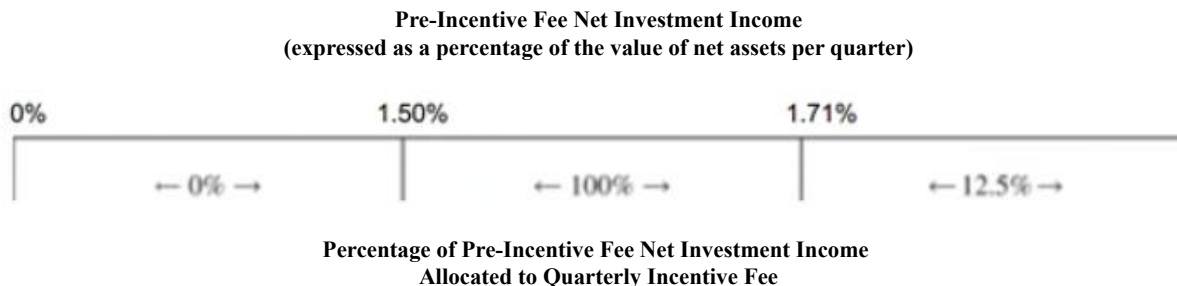 Pre-Incentive Fee Net Investment Income
(expressed as a percentage of the value of net assets per quarter)
0% 1.50% 1.71%
← 0% → ← 100% → ← 12.5% →
Percentage of Pre-Incentive Fee Net Investment Income
Allocated to Quarterly Incentive Fee